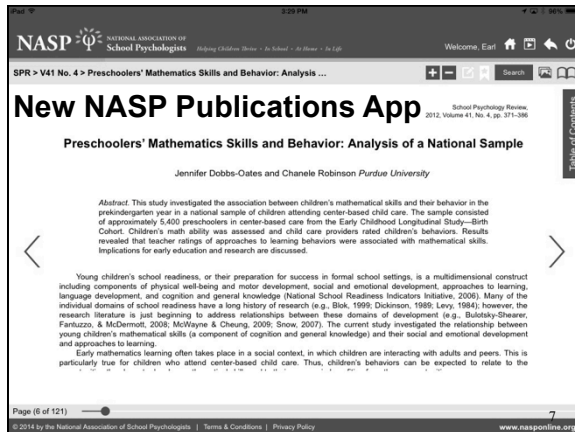 iPad
3:29 PM
96%
NASP NATIONAL ASSOCIATION OF
School Psychologists
Helping Children Thrive • In School • At Home • In Life
Welcome, Earl
SPR > V41 No. 4 > Preschoolers' Mathematics Skills and Behavior: Analysis ...
Search
New NASP Publications App
School Psychology Review,
2012, Volume 41, No. 4, pp. 371–386
Table of Contents
Preschoolers' Mathematics Skills and Behavior: Analysis of a National Sample
Jennifer Dobbs-Oates and Chanele Robinson Purdue University
Abstract. This study investigated the association between children's mathematical skills and their behavior in the
prekindergarten year in a national sample of children attending center-based child care. The sample consisted
of approximately 5,400 preschoolers in center-based care from the Early Childhood Longitudinal Study—Birth
Cohort. Children's math ability was assessed and child care providers rated children's behaviors. Results
revealed that teacher ratings of approaches to learning behaviors were associated with mathematical skills.
Implications for early education and research are discussed.
Young children's school readiness, or their preparation for success in formal school settings, is a multidimensional construct
including components of physical well-being and motor development, social and emotional development, approaches to learning,
language development, and cognition and general knowledge (National School Readiness Indicators Initiative, 2006). Many of the
individual domains of school readiness have a long history of research (e.g., Blok, 1999; Dickinson, 1989; Levy, 1984); however, the
research literature is just beginning to address relationships between these domains of development (e.g., Bulotsky-Shearer,
Fantuzzo, & McDermott, 2008; McWayne & Cheung, 2009; Snow, 2007). The current study investigated the relationship between
young children's mathematical skills (a component of cognition and general knowledge) and their social and emotional development
and approaches to learning.
Early mathematics learning often takes place in a social context, in which children are interacting with adults and peers. This is
particularly true for children who attend center-based child care. Thus, children's behaviors can be expected to relate to the
7
Page (6 of 121)
© 2014 by the National Association of School Psychologists | Terms & Conditions | Privacy Policy
www.nasponline.org